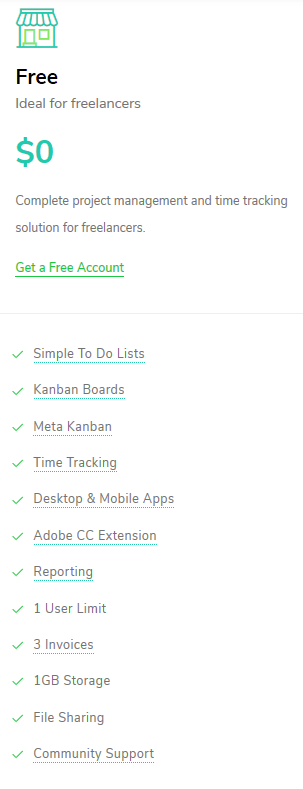 Free
Ideal for freelancers
$0
Complete project management and time tracking
solution for freelancers.
Get a Free Account
Simple To Do Lists
Kanban Boards
Meta Kanban
Time Tracking
Desktop & Mobile Apps
Adobe CC Extension
Reporting
1 User Limit
3 Invoices
1GB Storage
File Sharing
Community Support